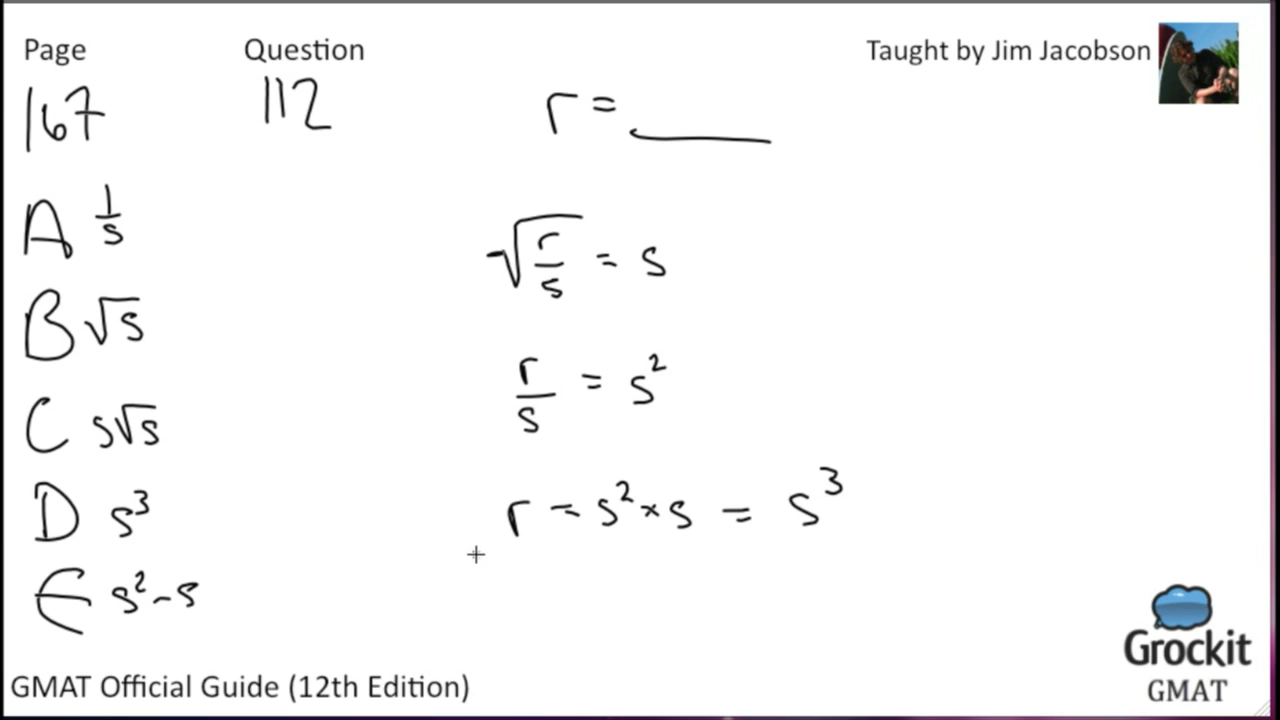 Page Question Taught by Jim Jacobson
167 112 r = ____
A 1/s
√(r/s) = s
B √s
r/s = s²
C s√s
D s³ r = s² × s = s³
E s² - s
Grockit
GMAT
GMAT Official Guide (12th Edition)